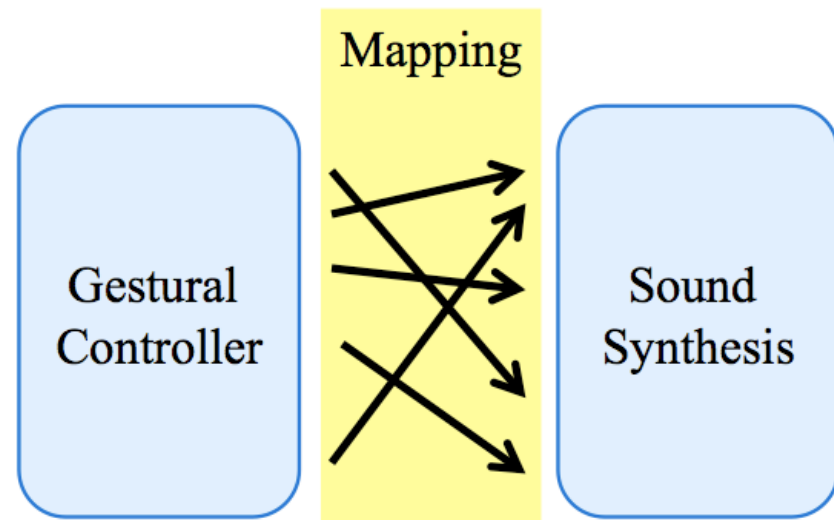 Mapping
Gestural
Controller
Sound
Synthesis